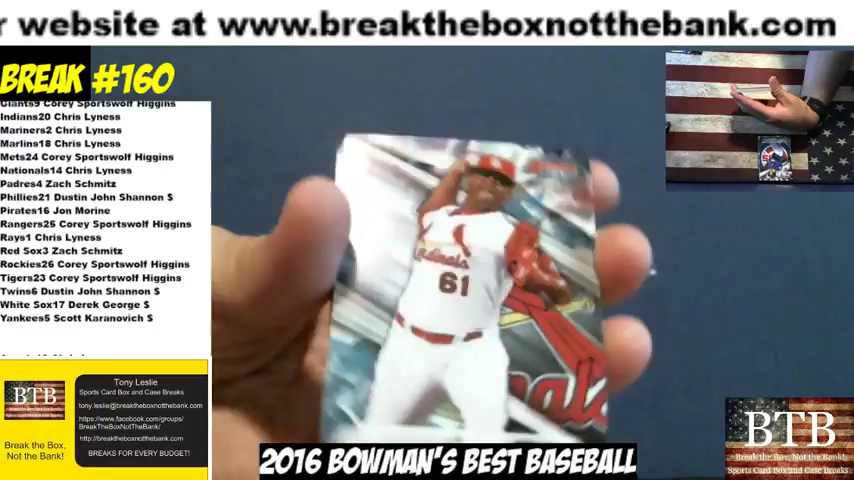 r website at www.breaktheboxnotthebank.com
BREAK #160
Giants9 Corey Sportswolf Higgins
Indians20 Chris Lyness
Mariners2 Chris Lyness
Marlins18 Chris Lyness
Mets24 Corey Sportswolf Higgins
Nationals14 Chris Lyness
Padres4 Zach Schmitz
Phillies21 Dustin John Shannon $
Pirates16 Jon Morine
Rangers25 Corey Sportswolf Higgins
Rays1 Chris Lyness
Red Sox3 Zach Schmitz
Rockies26 Corey Sportswolf Higgins
Tigers23 Corey Sportswolf Higgins
Twins6 Dustin John Shannon $
White Sox17 Derek George $
Yankees5 Scott Karanovich $
Cardinals
61
BTB
Break the Box,
Not the Bank!
Tony Leslie
Sports Card Box and Case Breaks
tony.leslie@breaktheboxnotthebank.com
https://www.facebook.com/groups/
BreakTheBoxNotTheBank/
http://breaktheboxnotthebank.com
BREAKS FOR EVERY BUDGET!
2016 BOWMAN'S BEST BASEBALL
BTB
Break the Box, Not the Bank!
Sports Card Box and Case Breaks